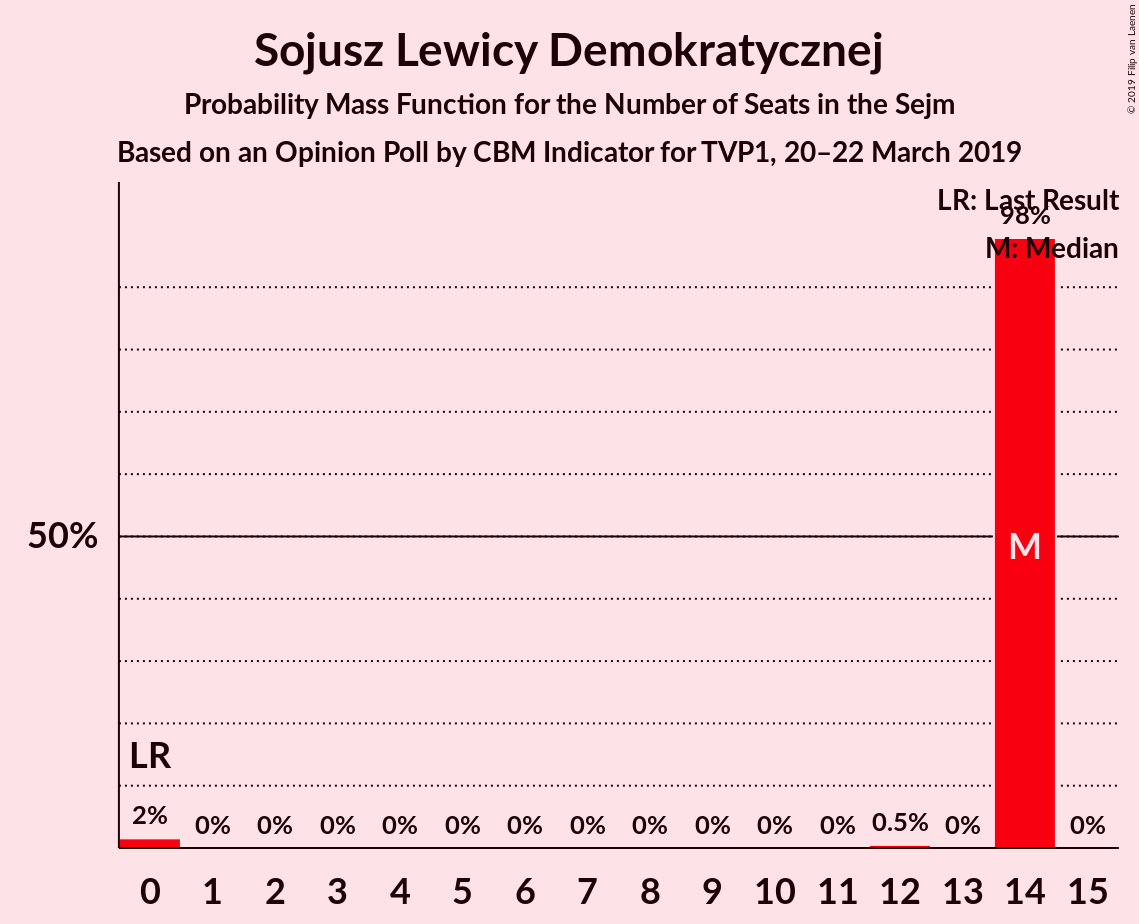 Sojusz Lewicy Demokratycznej
Probability Mass Function for the Number of Seats in the Sejm
Based on an Opinion Poll by CBM Indicator for TVP1, 20–22 March 2019
© 2019 Filip van Laenen
LR: Last Result
98%
M: Median
50%
M
LR
2% 0% 0% 0% 0% 0% 0% 0% 0% 0% 0% 0% 0.5% 0% 0%
0 1 2 3 4 5 6 7 8 9 10 11 12 13 14 15